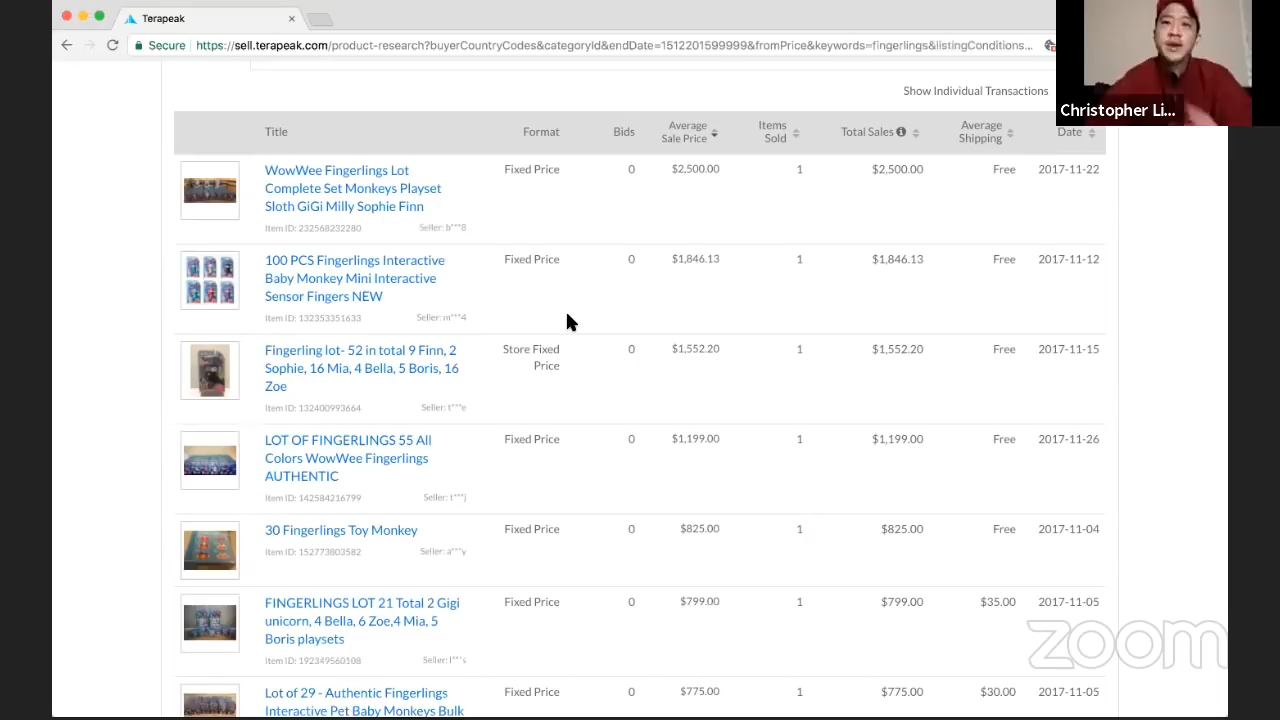 Terapeak
Secure https://sell.terapeak.com/product-research?buyerCountryCodes&categoryId&endDate=1512201599999&fromPrice&keywords=fingerlings&listingConditions...
Christopher Li...
Show Individual Transactions
Title Format Bids Average Sale Price Items Sold Total Sales Average Shipping Date
WowWee Fingerlings Lot Fixed Price 0 $2,500.00 1 $2,500.00 Free 2017-11-22
Complete Set Monkeys Playset
Sloth GiGi Milly Sophie Finn
Item ID: 232568232280 Seller: b***8
100 PCS Fingerlings Interactive Fixed Price 0 $1,846.13 1 $1,846.13 Free 2017-11-12
Baby Monkey Mini Interactive
Sensor Fingers NEW
Item ID: 132353351633 Seller: m***4
Fingerling lot- 52 in total 9 Finn, 2 Store Fixed 0 $1,552.20 1 $1,552.20 Free 2017-11-15
Sophie, 16 Mia, 4 Bella, 5 Boris, 16 Price
Zoe
Item ID: 132400993664 Seller: t***e
LOT OF FINGERLINGS 55 All Fixed Price 0 $1,199.00 1 $1,199.00 Free 2017-11-26
Colors WowWee Fingerlings
AUTHENTIC
Item ID: 142584216799 Seller: t***j
30 Fingerlings Toy Monkey Fixed Price 0 $825.00 1 $825.00 Free 2017-11-04
Item ID: 152773803582 Seller: a***y
FINGERLINGS LOT 21 Total 2 Gigi Fixed Price 0 $799.00 1 $799.00 $35.00 2017-11-05
unicorn, 4 Bella, 6 Zoe,4 Mia, 5
Boris playsets
Item ID: 192349560508 Seller: l***s
zoom
Lot of 29 - Authentic Fingerlings Fixed Price 0 $775.00 1 $775.00 $30.00 2017-11-05
Interactive Pet Baby Monkeys Bulk